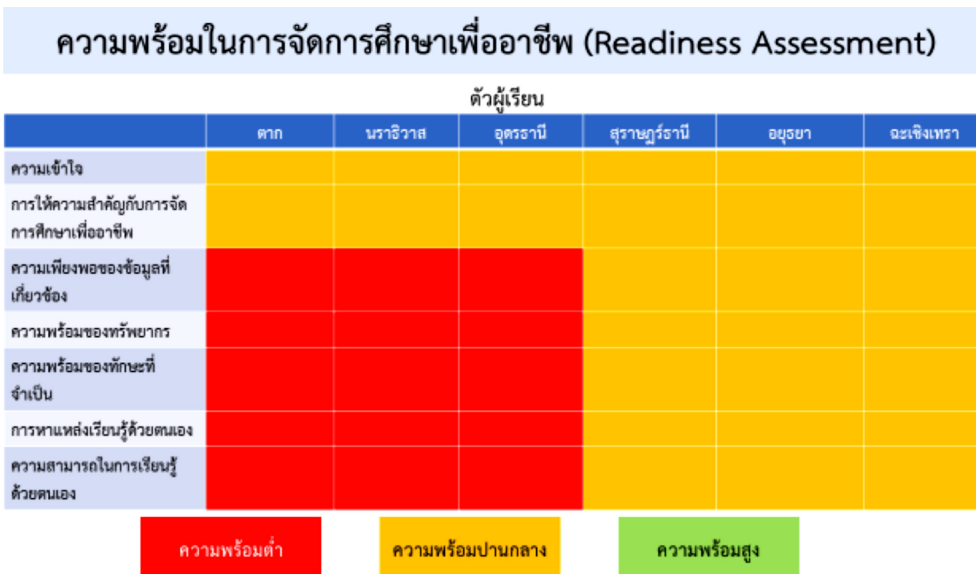 ความพร้อมในการจัดการศึกษาเพื่ออาชีพ (Readiness Assessment)
ตัวผู้เรียน
ตาก นราธิวาส อุดรธานี สุราษฎร์ธานี อยุธยา ฉะเชิงเทรา
ความเข้าใจ
การให้ความสำคัญกับการจัด
การศึกษาเพื่ออาชีพ
ความเพียงพอของข้อมูลที่
เกี่ยวข้อง
ความพร้อมของทรัพยากร
ความพร้อมของทักษะที่
จำเป็น
การหาแหล่งเรียนรู้ด้วยตนเอง
ความสามารถในการเรียนรู้
ด้วยตนเอง
ความพร้อมต่ำ ความพร้อมปานกลาง ความพร้อมสูง